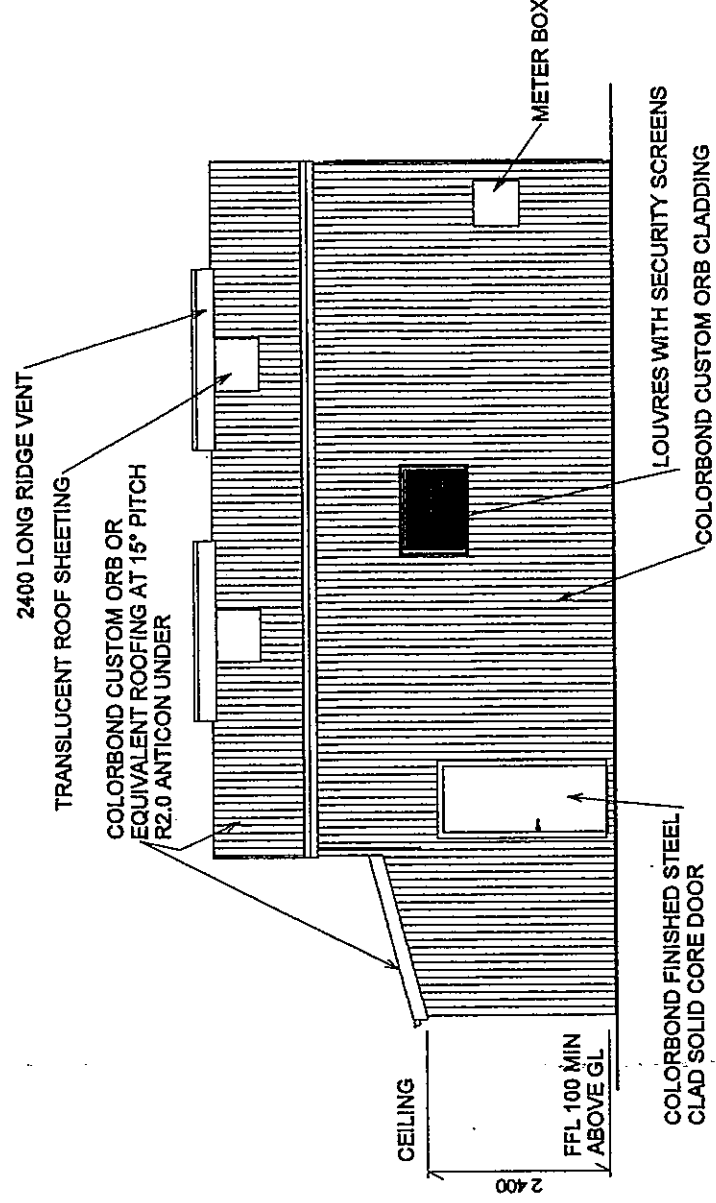 2400 LONG RIDGE VENT
TRANSLUCENT ROOF SHEETING
COLORBOND CUSTOM ORB OR
EQUIVALENT ROOFING AT 15° PITCH
R2.0 ANTICON UNDER
CEILING
2400
FFL 100 MIN
ABOVE GL
COLORBOND FINISHED STEEL
CLAD SOLID CORE DOOR
METER BOX
LOUVRES WITH SECURITY SCREENS
COLORBOND CUSTOM ORB CLADDING